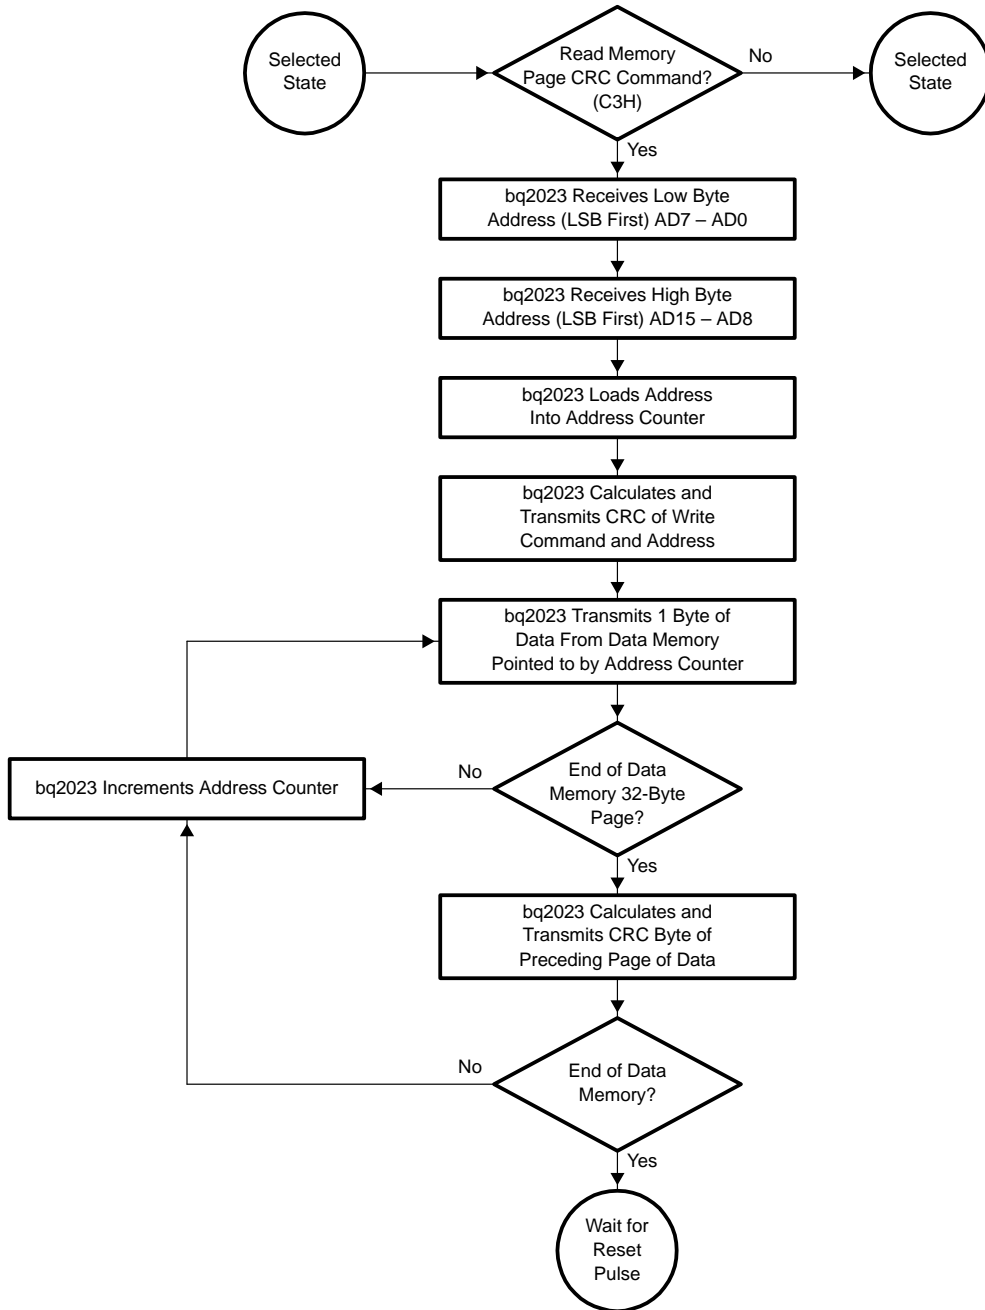 Selected
State
Read Memory
Page CRC Command?
(C3H)
No
Selected
State
Yes
bq2023 Receives Low Byte
Address (LSB First) AD7 – AD0
bq2023 Receives High Byte
Address (LSB First) AD15 – AD8
bq2023 Loads Address
Into Address Counter
bq2023 Calculates and
Transmits CRC of Write
Command and Address
bq2023 Transmits 1 Byte of
Data From Data Memory
Pointed to by Address Counter
bq2023 Increments Address Counter
No
End of Data
Memory 32-Byte
Page?
Yes
bq2023 Calculates and
Transmits CRC Byte of
Preceding Page of Data
No
End of Data
Memory?
Yes
Wait for
Reset
Pulse